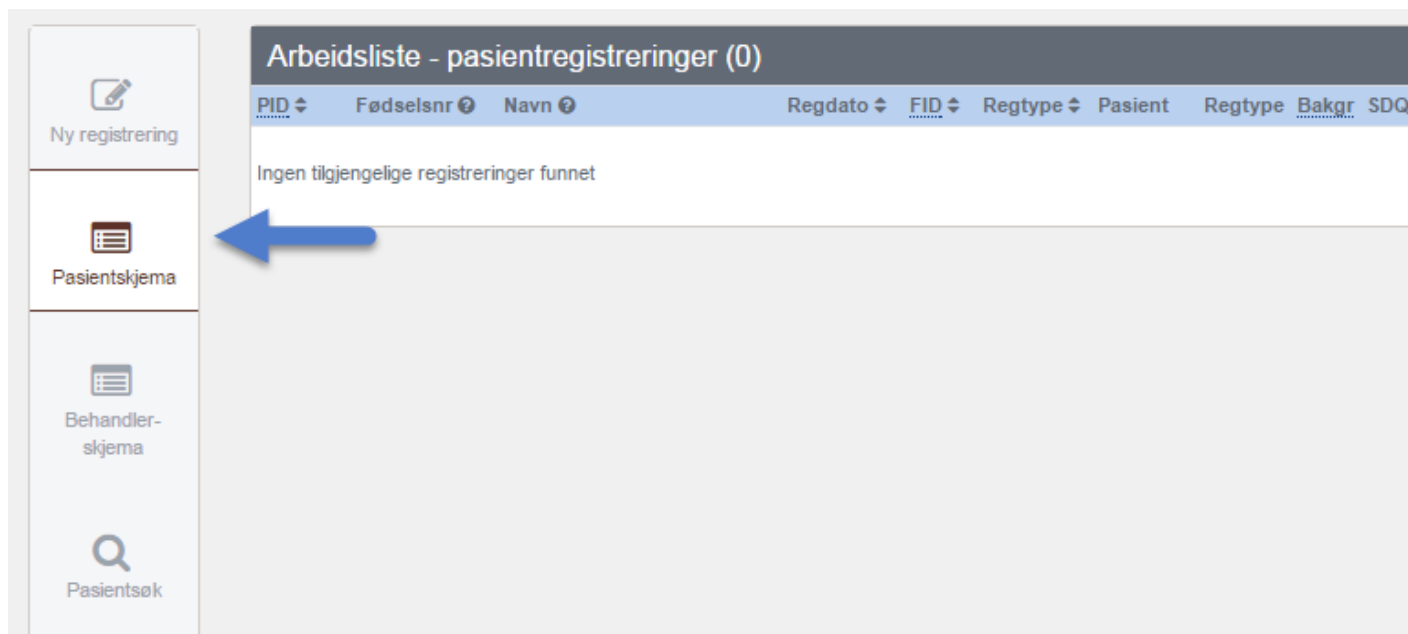 Ny registrering
Pasientskjema
Behandler-
skjema
Pasientsøk
Arbeidsliste - pasientregistreringer (0)
PID Fødselsnr Navn Regdato FID Regtype Pasient Regtype Bakgr SDQ
Ingen tilgjengelige registreringer funnet